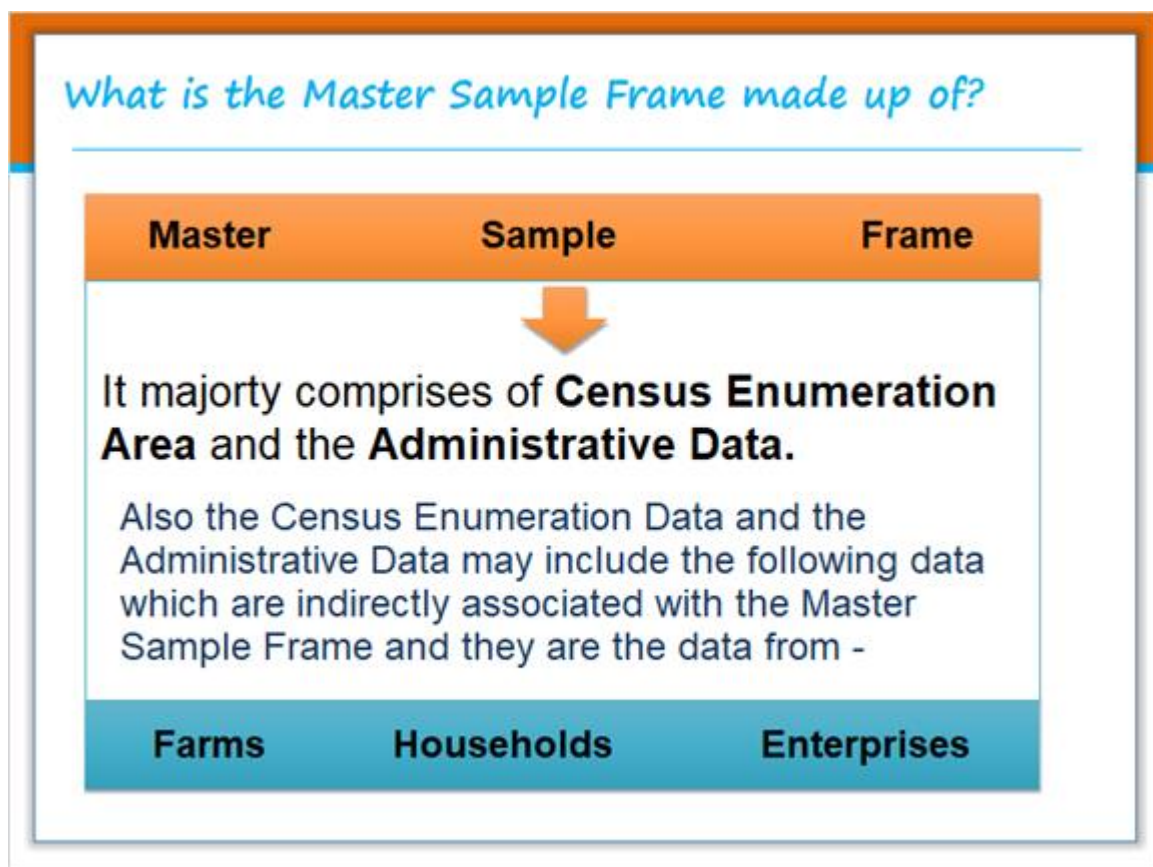 What is the Master Sample Frame made up of?
Master Sample Frame
It majorty comprises of Census Enumeration
Area and the Administrative Data.
Also the Census Enumeration Data and the
Administrative Data may include the following data
which are indirectly associated with the Master
Sample Frame and they are the data from -
Farms Households Enterprises